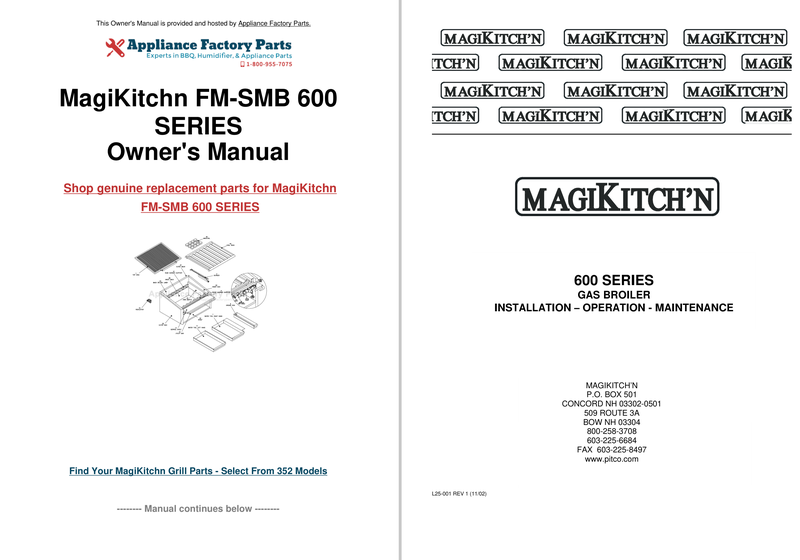 This Owner's Manual is provided and hosted by Appliance Factory Parts.
Appliance Factory Parts
Experts in BBQ, Humidifier, & Appliance Parts
1-800-955-7075
MagiKitchn FM-SMB 600
SERIES
Owner's Manual
Shop genuine replacement parts for MagiKitchn
FM-SMB 600 SERIES
Find Your MagiKitchn Grill Parts - Select From 352 Models
-------- Manual continues below --------
MAGIKITCH'N MAGIKITCH'N MAGIKITCH'N
TCH'N MAGIKITCH'N MAGIKITCH'N MAGIK
MAGIKITCH'N MAGIKITCH'N MAGIKITCH'N
TCH'N MAGIKITCH'N MAGIKITCH'N MAGIK
MAGIKITCH'N
600 SERIES
GAS BROILER
INSTALLATION – OPERATION - MAINTENANCE
MAGIKITCH'N
P.O. BOX 501
CONCORD NH 03302-0501
509 ROUTE 3A
BOW NH 03304
800-258-3708
603-225-6684
FAX 603-225-8497
www.pitco.com
L25-001 REV 1 (11/02)